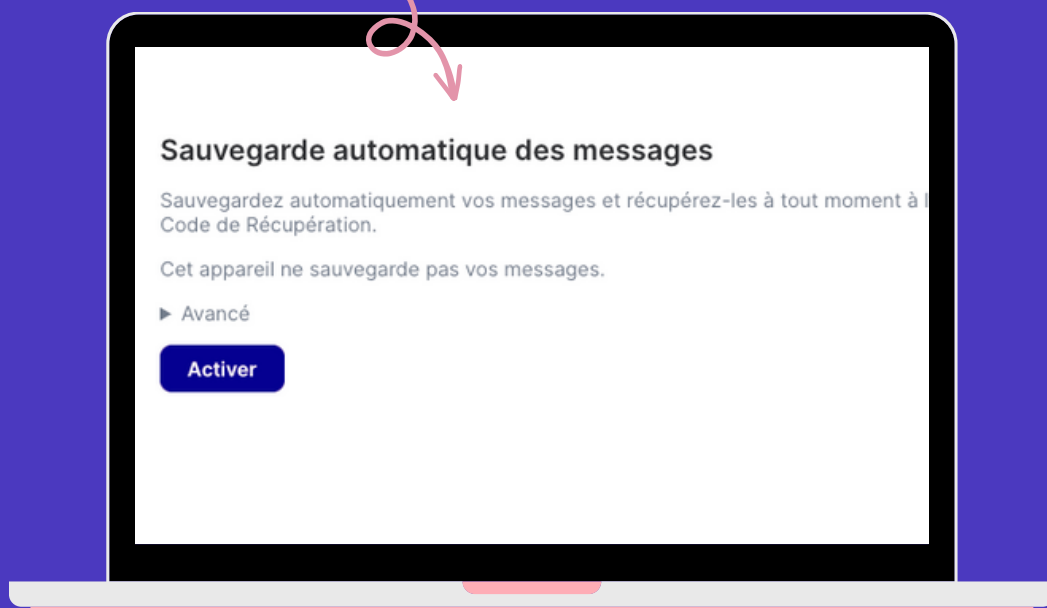 Sauvegarde automatique des messages
Sauvegardez automatiquement vos messages et récupérez-les à tout moment à
Code de Récupération.
Cet appareil ne sauvegarde pas vos messages.
Avancé
Activer